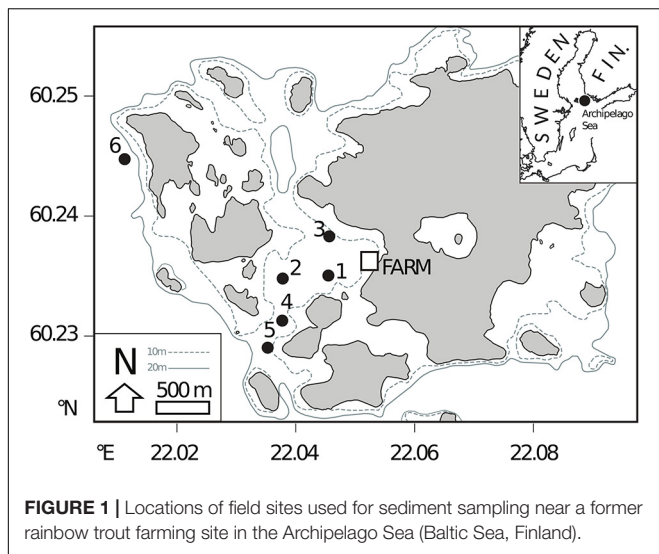 60.25
60.24
60.23
°N
°E
22.02
22.04
22.06
22.08
SWEDEN
FIN.
Archipelago
Sea
6
3
2
1
FARM
4
5
N
10m
20m
500 m
FIGURE 1 | Locations of field sites used for sediment sampling near a former
rainbow trout farming site in the Archipelago Sea (Baltic Sea, Finland).